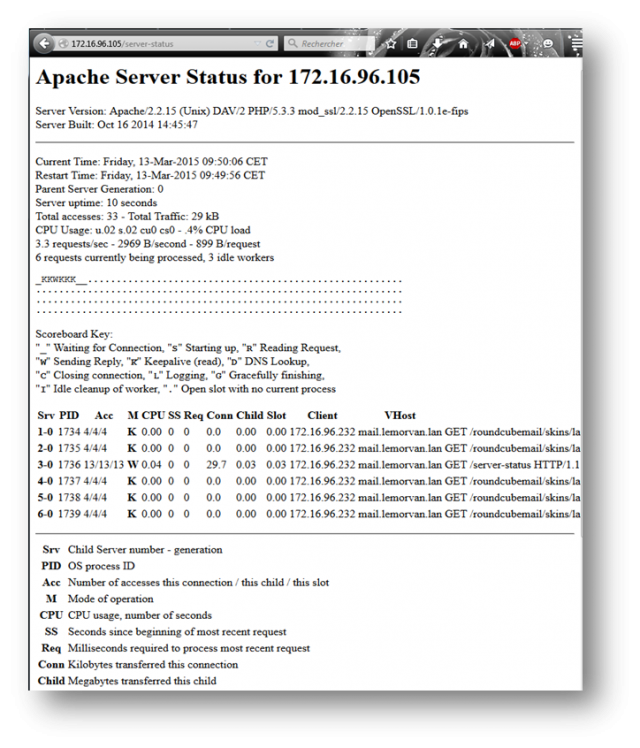 172.16.96.105/server-status
Rechercher
ABP
Apache Server Status for 172.16.96.105
Server Version: Apache/2.2.15 (Unix) DAV/2 PHP/5.3.3 mod_ssl/2.2.15 OpenSSL/1.0.1e-fips
Server Built: Oct 16 2014 14:45:47
Current Time: Friday, 13-Mar-2015 09:50:06 CET
Restart Time: Friday, 13-Mar-2015 09:49:56 CET
Parent Server Generation: 0
Server uptime: 10 seconds
Total accesses: 33 - Total Traffic: 29 kB
CPU Usage: u.02 s.02 cu0 cs0 - .4% CPU load
3.3 requests/sec - 2969 B/second - 899 B/request
6 requests currently being processed, 3 idle workers
_KKWKKK__.......................................................
................................................................
................................................................
................................................................
Scoreboard Key:
"_" Waiting for Connection, "S" Starting up, "R" Reading Request,
"W" Sending Reply, "K" Keepalive (read), "D" DNS Lookup,
"C" Closing connection, "L" Logging, "G" Gracefully finishing,
"I" Idle cleanup of worker, "." Open slot with no current process
Srv PID Acc M CPU SS Req Conn Child Slot Client VHost
1-0 1734 4/4/4 K 0.00 0 0 0.0 0.00 0.00 172.16.96.232 mail.lemorvan.lan GET /roundcubemail/skins/la
2-0 1735 4/4/4 K 0.00 0 0 0.0 0.00 0.00 172.16.96.232 mail.lemorvan.lan GET /roundcubemail/skins/la
3-0 1736 13/13/13 W 0.04 0 0 29.7 0.03 0.03 172.16.96.232 mail.lemorvan.lan GET /server-status HTTP/1.1
4-0 1737 4/4/4 K 0.00 0 0 0.0 0.00 0.00 172.16.96.232 mail.lemorvan.lan GET /roundcubemail/skins/la
5-0 1738 4/4/4 K 0.00 0 0 0.0 0.00 0.00 172.16.96.232 mail.lemorvan.lan GET /roundcubemail/skins/la
6-0 1739 4/4/4 K 0.00 0 0 0.0 0.00 0.00 172.16.96.232 mail.lemorvan.lan GET /roundcubemail/skins/la
Srv Child Server number - generation
PID OS process ID
Acc Number of accesses this connection / this child / this slot
M Mode of operation
CPU CPU usage, number of seconds
SS Seconds since beginning of most recent request
Req Milliseconds required to process most recent request
Conn Kilobytes transferred this connection
Child Megabytes transferred this child